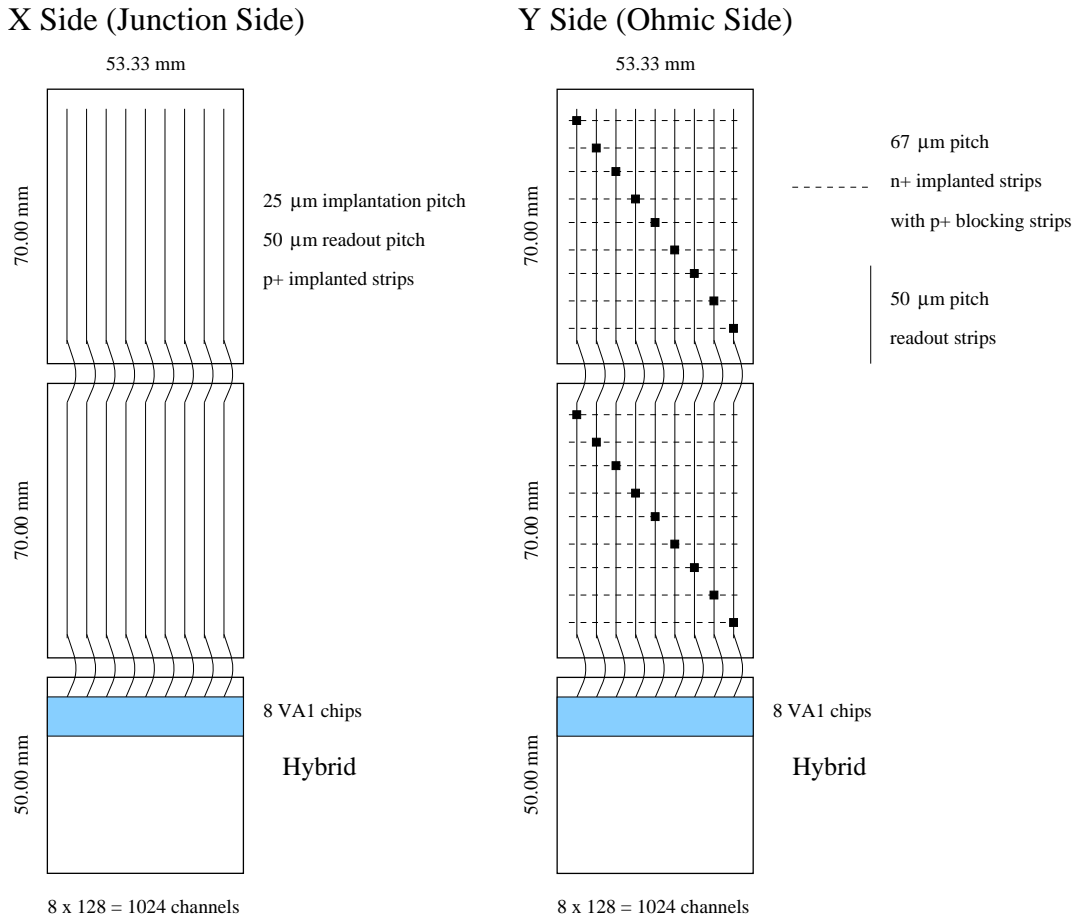 X Side (Junction Side)
53.33 mm
70.00 mm
25 μm implantation pitch
50 μm readout pitch
p+ implanted strips
70.00 mm
8 VA1 chips
Hybrid
50.00 mm
8 x 128 = 1024 channels
Y Side (Ohmic Side)
53.33 mm
70.00 mm
67 μm pitch
n+ implanted strips
with p+ blocking strips
50 μm pitch
readout strips
70.00 mm
8 VA1 chips
Hybrid
50.00 mm
8 x 128 = 1024 channels